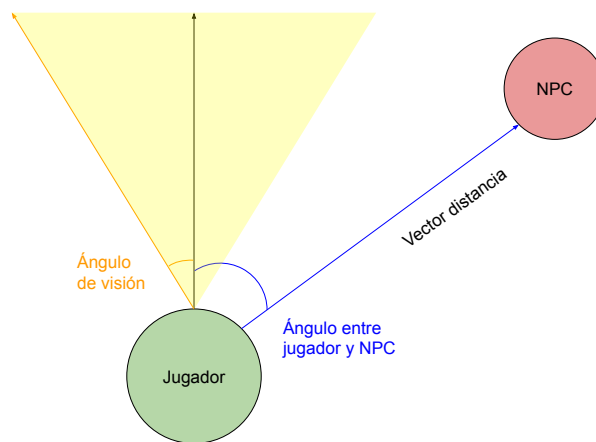 NPC
Vector distancia
Ángulo
de visión
Ángulo entre
jugador y NPC
Jugador